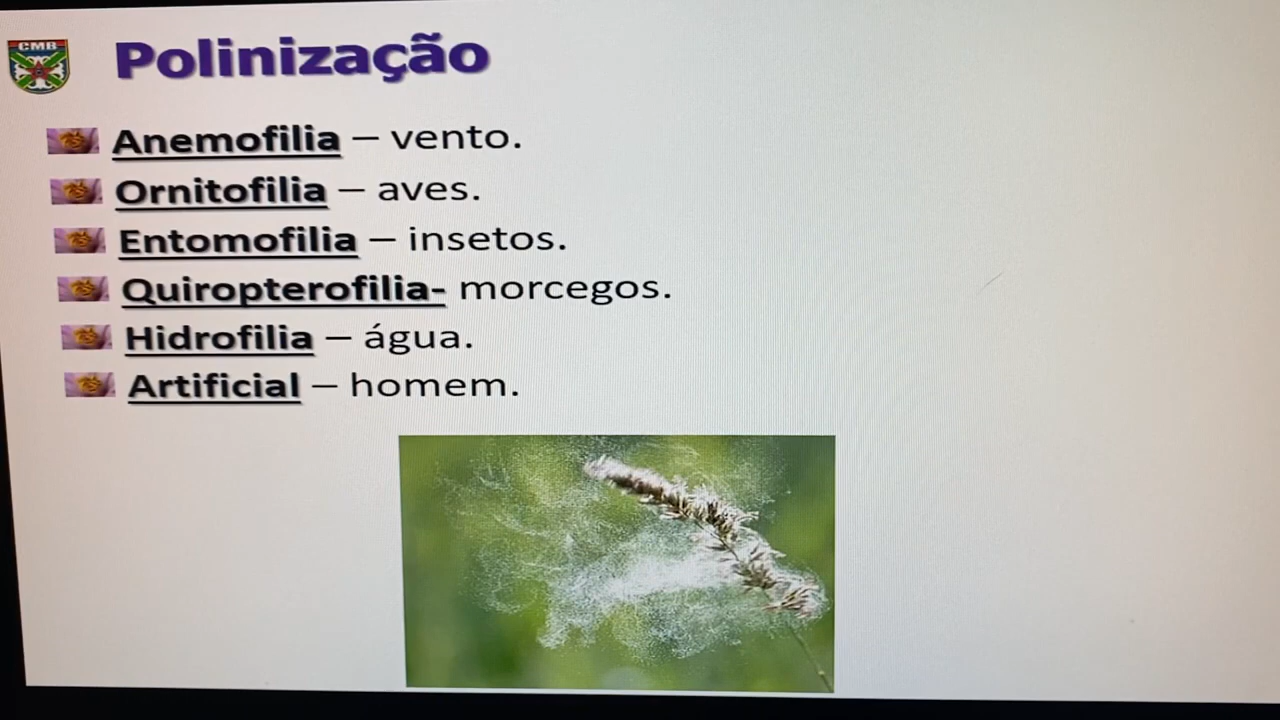 CMB
Polinização
Anemofilia – vento.
Ornitofilia – aves.
Entomofilia – insetos.
Quiropterofilia- morcegos.
Hidrofilia – água.
Artificial – homem.